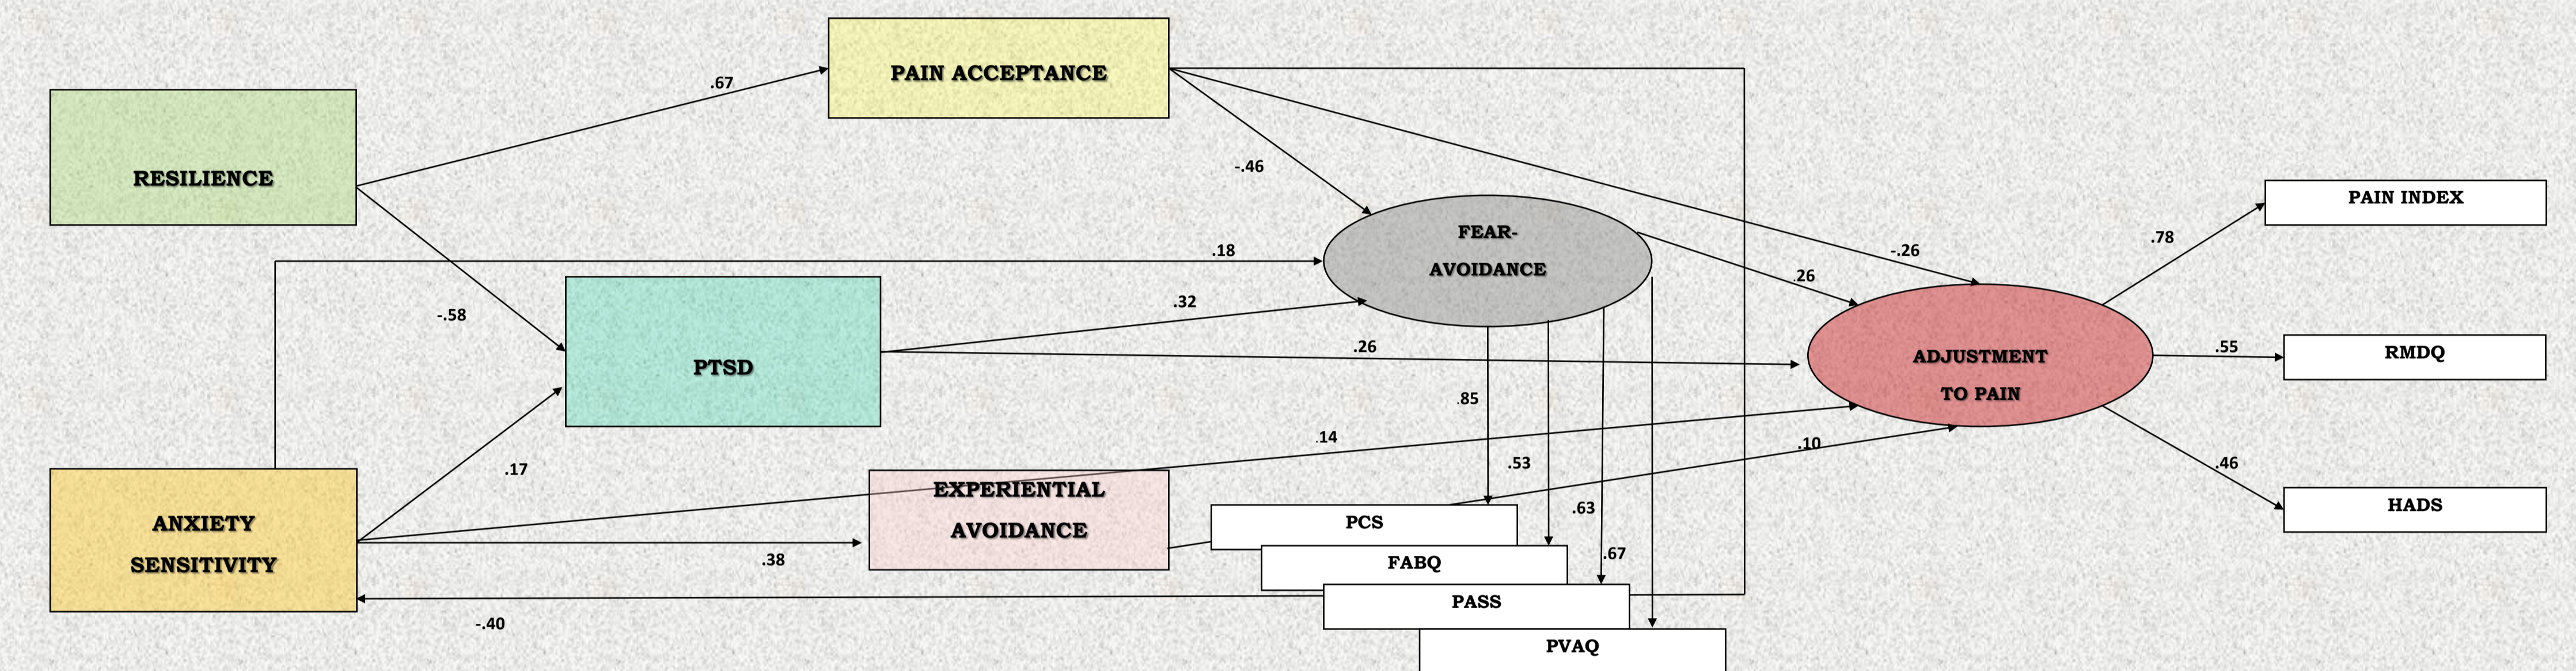 PAIN ACCEPTANCE
.67
RESILIENCE
-.46
PAIN INDEX
FEAR-
AVOIDANCE
.78
.18
-.26
.26
.32
-.58
PTSD
.26
ADJUSTMENT
TO PAIN
.55
RMDQ
.85
.14
.10
.17
.53
.46
EXPERIENTIAL
AVOIDANCE
HADS
ANXIETY
SENSITIVITY
.63
PCS
.38
.67
FABQ
PASS
-.40
PVAQ